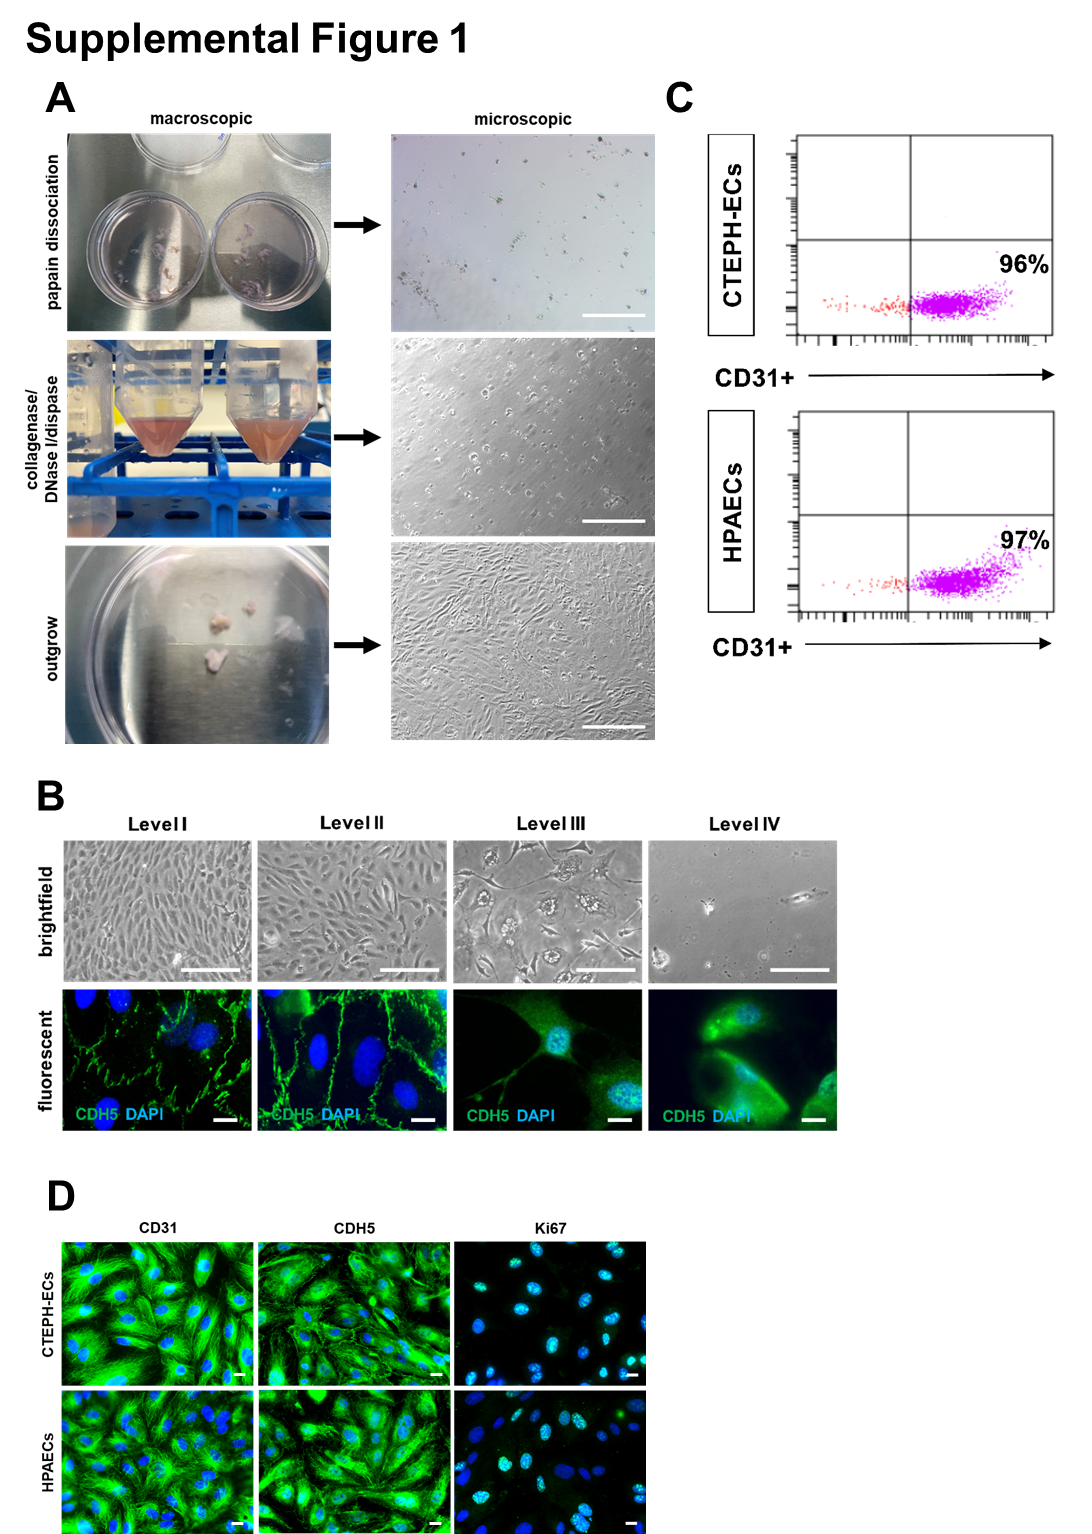 Supplemental Figure 1
A
macroscopic
microscopic
papain dissociation
collagenase/
DNase I/dispase
outgrow
C
CTEPH-ECs
96%
CD31+
HPAECs
97%
CD31+
B
Level I
Level II
Level III
Level IV
brightfield
fluorescent
CDH5 DAPI
CDH5 DAPI
CDH5 DAPI
CDH5 DAPI
D
CD31
CDH5
Ki67
CTEPH-ECs
HPAECs